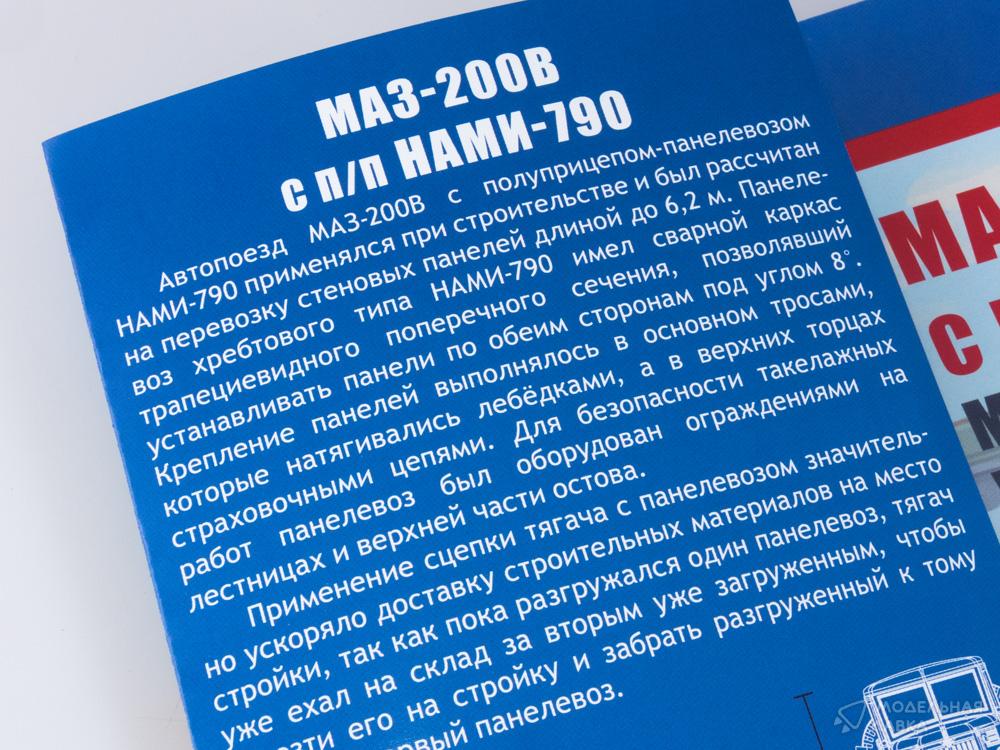 МАЗ-200В
с п/п НАМИ-790
Автопоезд МАЗ-200В с полуприцепом-панелевозом
НАМИ-790 применялся при строительстве и был рассчитан
на перевозку стеновых панелей длиной до 6,2 м. Панеле-
воз хребтового типа НАМИ-790 имел сварной каркас
трапециевидного поперечного сечения, позволявший
устанавливать панели по обеим сторонам под углом 8°.
Крепление панелей выполнялось в основном тросами,
которые натягивались лебёдками, а в верхних торцах
страховочными цепями. Для безопасности такелажных
работ панелевоз был оборудован ограждениями на
лестницах и верхней части остова.
Применение сцепки тягача с панелевозом значитель-
но ускоряло доставку строительных материалов на место
стройки, так как пока разгружался один панелевоз, тягач
уже ехал на склад за вторым уже загруженным, чтобы
его на стройку и забрать разгруженный к тому
панелевоз.
МА
с